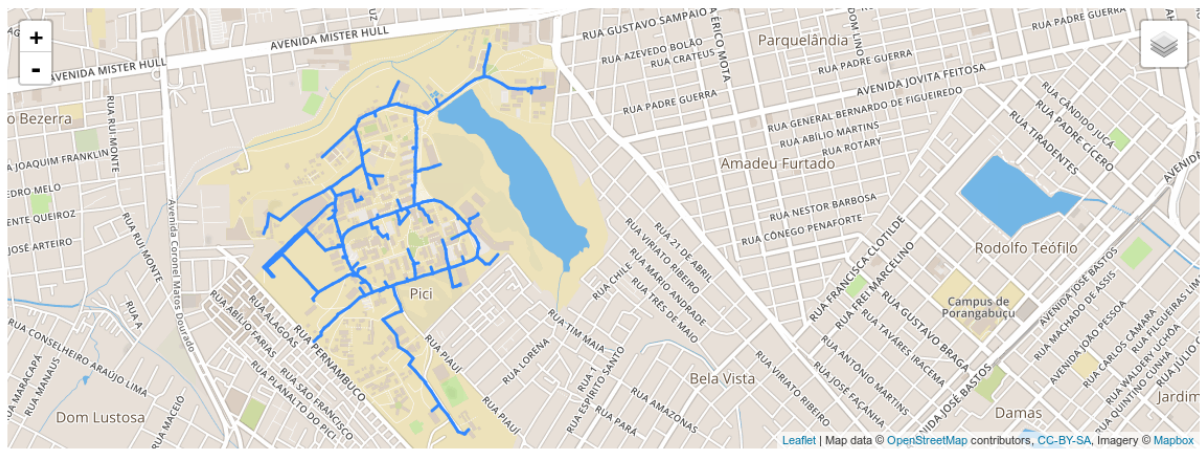 +
-
AVENIDA MISTER HULL
AVENIDA MISTER HULL
RUA GUSTAVO SAMPAIO
RUA AZEVEDO BOLÃO
RUA CRATEUS
RUA PADRE GUERRA
ÉRICO MOTA
DOM LINO
Parquelândia
RUA PADRE GUERRA
RUA PADRE GUERRA
AVENIDA JOVITA FEITOSA
RUA GENERAL BERNARDO DE FIGUEIREDO
RUA ABÍLIO MARTINS
RUA ROTARY
RUA CÂNDIDO JUCÁ
RUA PADRE CÍCERO
RUA TIRADENTES
AVENIDA
o Bezerra
RUA RUI MONTE
A JOAQUIM FRANKLIN
EDRO MELO
ENTE QUEIROZ
JOSÉ ARTEIRO
RUA RUI MONTE
Avenida Coronel Matos Dourado
Amadeu Furtado
RUA NESTOR BARBOSA
RUA CÔNEGO PENAFORTE
Pici
RUA 21 DE ABRIL
RUA VIRIATO RIBEIRO
RUA MÁRIO ANDRADE
RUA TRÊS DE MAIO
RUA CHILE
RUA FRANCISCA CLOTILDE
RUA FREI MARCELINO
Rodolfo Teófilo
Campus de
Porangabuçu
AVENIDA JOSÉ BASTOS
RUA MACHADO DE ASSIS
RUA A
RUA ABÍLIO FARIAS
RUA ALAGOAS
RUA PERNAMBUCO
RUA SÃO FRANCISCO
RUA PLANALTO DO PICI
RUA CONSELHEIRO ARAÚJO LIMA
RUA MARACAPA
RUA MANAUS
RUA MACEIÓ
Dom Lustosa
RUA PIAUÍ
RUA PIAUÍ
RUA LORENA
RUA TIM MAIA
RUA 1
RUA ESPÍRITO SANTO
RUA PARÁ
RUA AMAZONAS
Bela Vista
RUA VIRIATO RIBEIRO
RUA JOSÉ FAÇANHA
RUA ANTÔNIO MARTINS
RUA TAVARES IRACEMA
RUA GUSTAVO BRAGA
ENIDA JOSÉ BASTOS
AVENIDA JOÃO PESSOA
RUA CARLOS CÂMARA
RUA WALDERY UCHÔA
RUA QUINTINO CUNHA
RUA FILGUEIRAS LIMA
RUA JÚLIO
Damas
Jardim
Leaflet | Map data © OpenStreetMap contributors, CC-BY-SA, Imagery © Mapbox